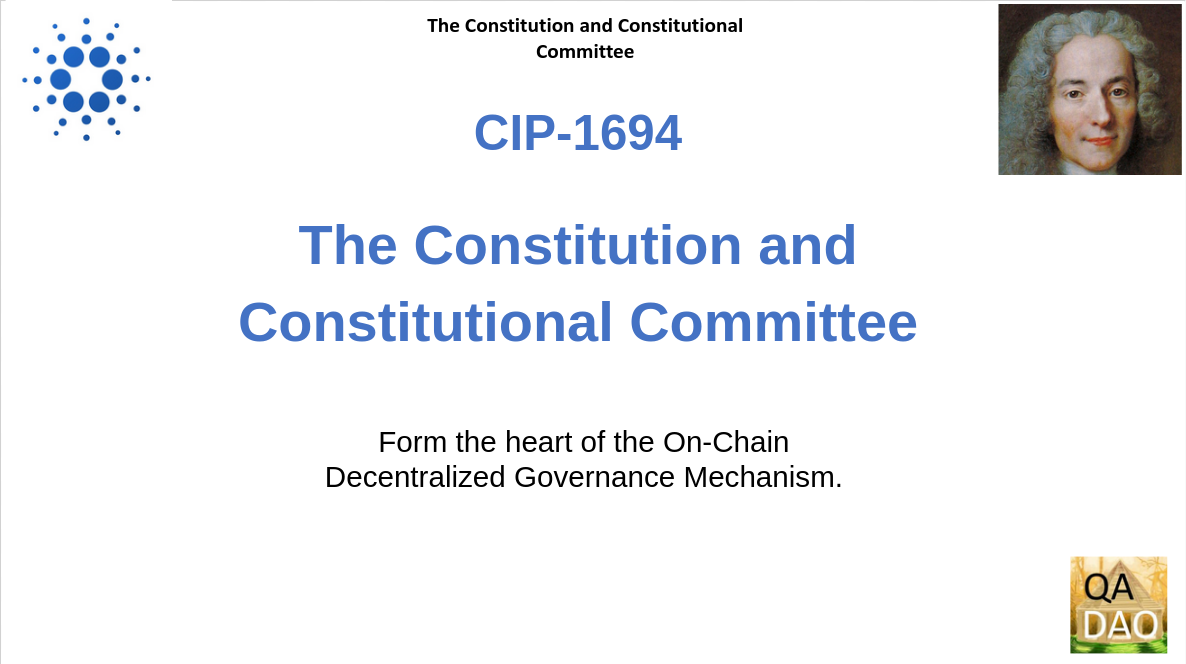 The Constitution and Constitutional
Committee
CIP-1694
The Constitution and
Constitutional Committee
Form the heart of the On-Chain
Decentralized Governance Mechanism.
QA
DAO